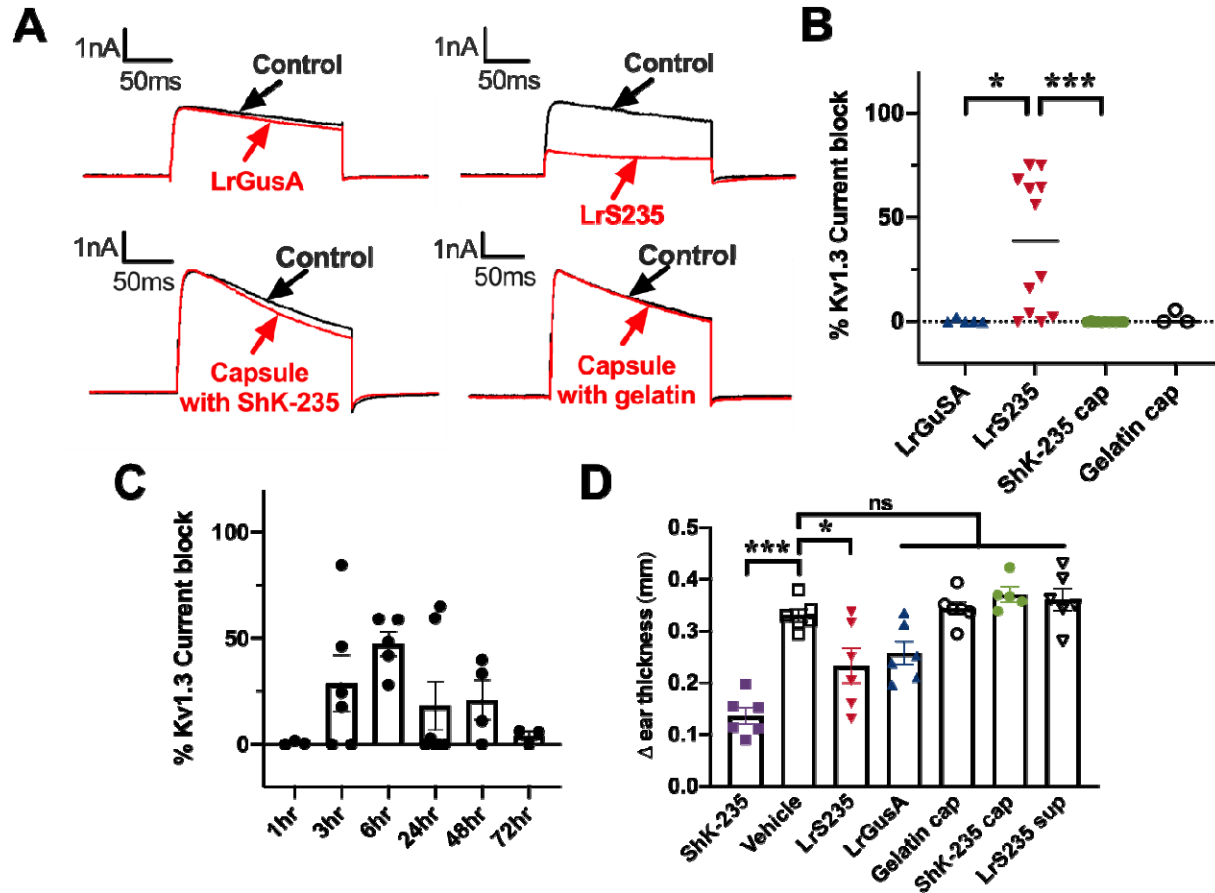 A
1nA
50ms
Control
LrGusA
1nA
50ms
Control
LrS235
1nA
50ms
Control
Capsule
with ShK-235
1nA
50ms
Control
Capsule
with gelatin
B
* ***
% Kv1.3 Current block
100
50
0
LrGuSA
LrS235
ShK-235 cap
Gelatin cap
C
% Kv1.3 Current block
100
50
0
1hr
3hr
6hr
24hr
48hr
72hr
D
ns
*
***
Δ ear thickness (mm)
0.5
0.4
0.3
0.2
0.1
0.0
ShK-235
Vehicle
LrS235
LrGusA
Gelatin cap
ShK-235 cap
LrS235 sup